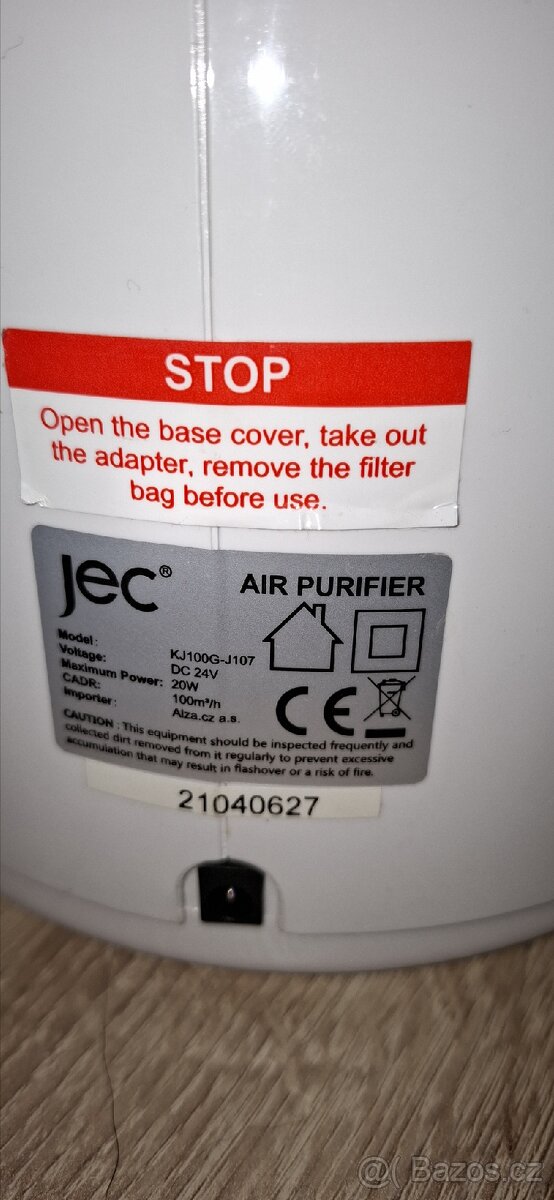 STOP
Open the base cover, take out
the adapter, remove the filter
bag before use.
Jec®
AIR PURIFIER
Model: KJ100G-J107
Voltage: DC 24V
Maximum Power: 20W
CADR: 100m³/h
Importer: Alza.cz a.s.
CE
CAUTION : This equipment should be inspected frequently and
collected dirt removed from it regularly to prevent excessive
accumulation that may result in flashover or a risk of fire.
21040627
@( Bazoš.cz